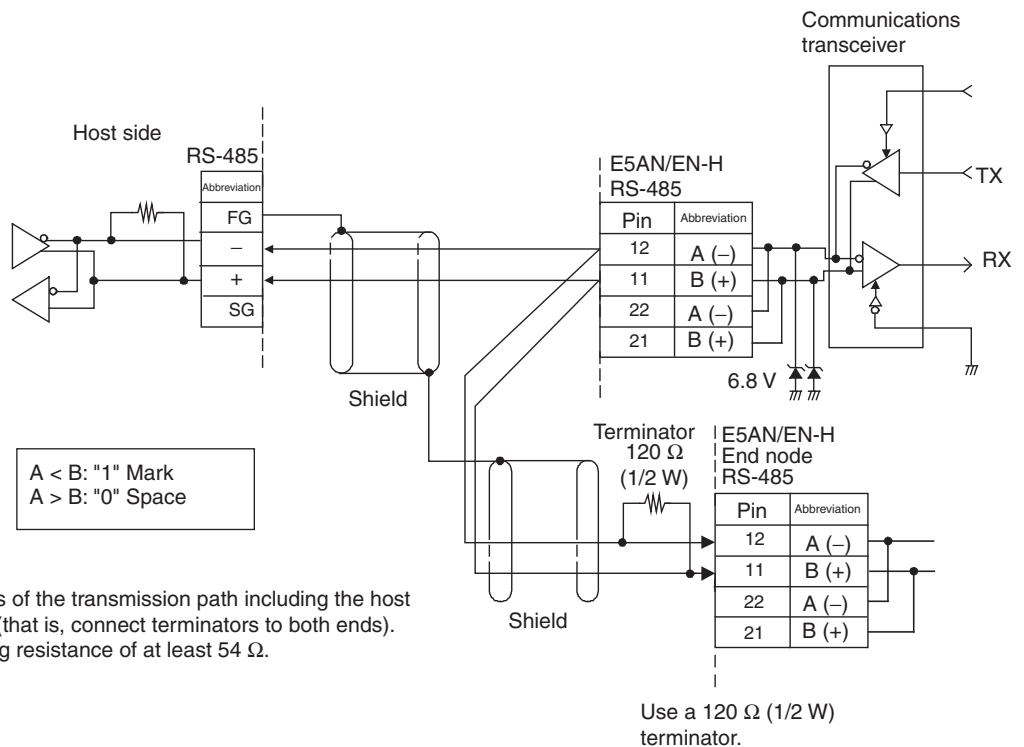 Communications
transceiver
Host side
RS-485
Abbreviation
FG
−
+
SG
E5AN/EN-H
RS-485
Pin Abbreviation
12 A (−)
11 B (+)
22 A (−)
21 B (+)
TX
RX
6.8 V
Shield
A < B: "1" Mark
A > B: "0" Space
Terminator
120 Ω
(1/2 W)
E5AN/EN-H
End node
RS-485
Pin Abbreviation
12 A (−)
11 B (+)
22 A (−)
21 B (+)
Shield
s of the transmission path including the host
(that is, connect terminators to both ends).
g resistance of at least 54 Ω.
Use a 120 Ω (1/2 W)
terminator.